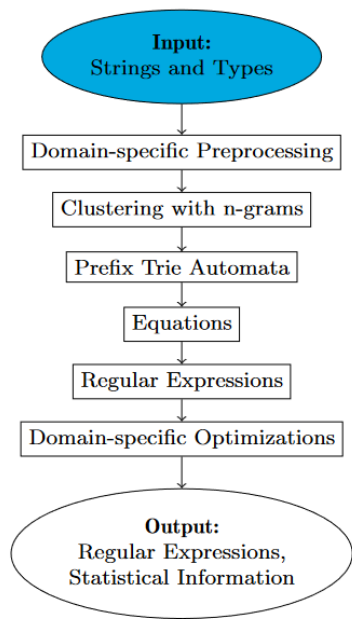 Input:
Strings and Types
Domain-specific Preprocessing
Clustering with n-grams
Prefix Trie Automata
Equations
Regular Expressions
Domain-specific Optimizations
Output:
Regular Expressions,
Statistical Information